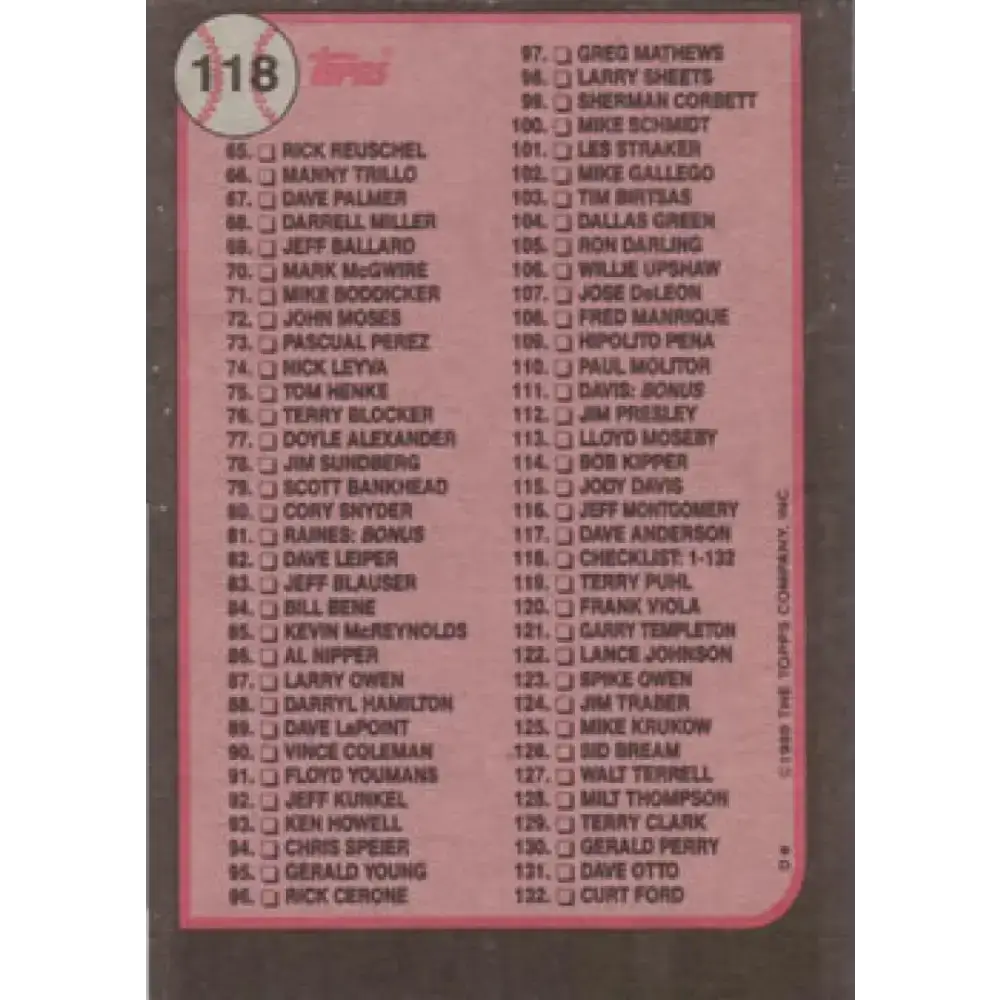 118
Topps
65. RICK REUSCHEL
66. MANNY TRILLO
67. DAVE PALMER
68. DARRELL MILLER
69. JEFF BALLARD
70. MARK McGWIRE
71. MIKE BODDICKER
72. JOHN MOSES
73. PASCUAL PEREZ
74. NICK LEYVA
75. TOM HENKE
76. TERRY BLOCKER
77. DOYLE ALEXANDER
78. JIM SUNDBERG
79. SCOTT BANKHEAD
80. CORY SNYDER
81. RAINES: BONUS
82. DAVE LEIPER
83. JEFF BLAUSER
84. BILL BENE
85. KEVIN McREYNOLDS
86. AL NIPPER
87. LARRY OWEN
88. DARRYL HAMILTON
89. DAVE LaPOINT
90. VINCE COLEMAN
91. FLOYD YOUMANS
92. JEFF KUNKEL
93. KEN HOWELL
94. CHRIS SPEIER
95. GERALD YOUNG
96. RICK CERONE
97. GREG MATHEWS
98. LARRY SHEETS
99. SHERMAN CORBETT
100. MIKE SCHMIDT
101. LES STRAKER
102. MIKE GALLEGO
103. TIM BIRTSAS
104. DALLAS GREEN
105. RON DARLING
106. WILLIE UPSHAW
107. JOSE DeLEON
108. FRED MANRIQUE
109. HIPOLITO PENA
110. PAUL MOLITOR
111. DAVIS: BONUS
112. JIM PRESLEY
113. LLOYD MOSEBY
114. BOB KIPPER
115. JODY DAVIS
116. JEFF MONTGOMERY
117. DAVE ANDERSON
118. CHECKLIST: 1-132
119. TERRY PUHL
120. FRANK VIOLA
121. GARRY TEMPLETON
122. LANCE JOHNSON
123. SPIKE OWEN
124. JIM TRABER
125. MIKE KRUKOW
126. SID BREAM
127. WALT TERRELL
128. MILT THOMPSON
129. TERRY CLARK
130. GERALD PERRY
131. DAVE OTTO
132. CURT FORD
©1989 THE TOPPS COMPANY, INC